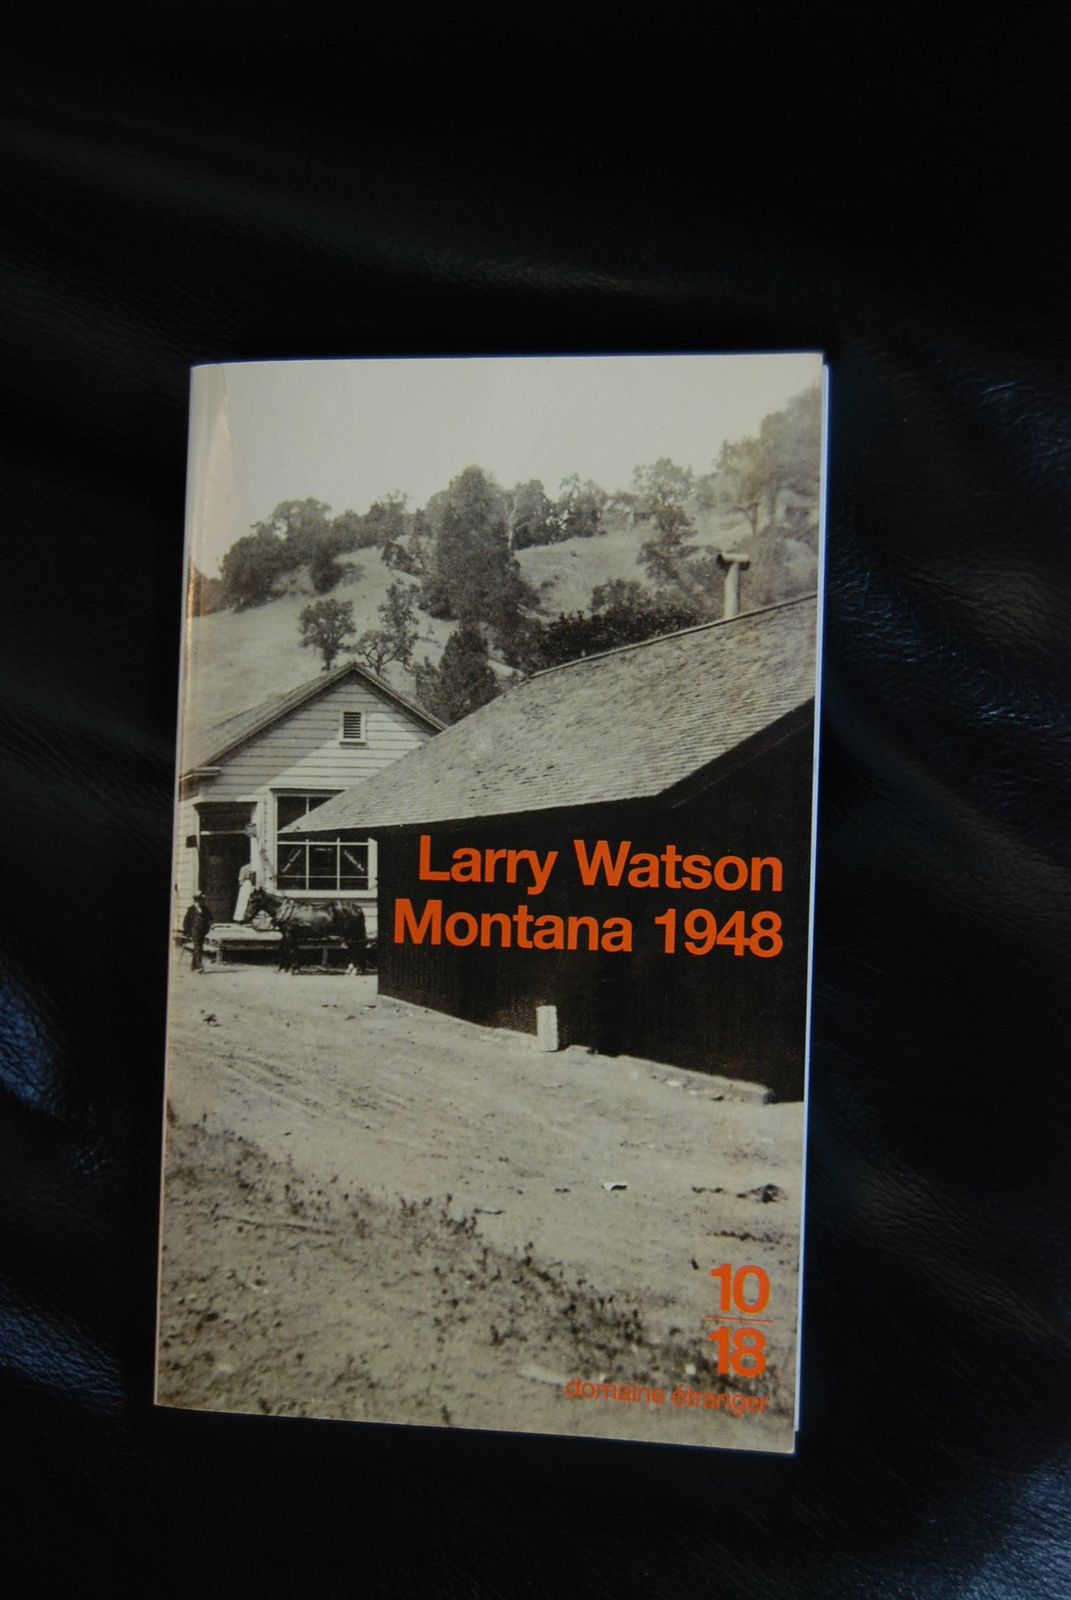 Larry Watson
Montana 1948
10
18
domaine étranger